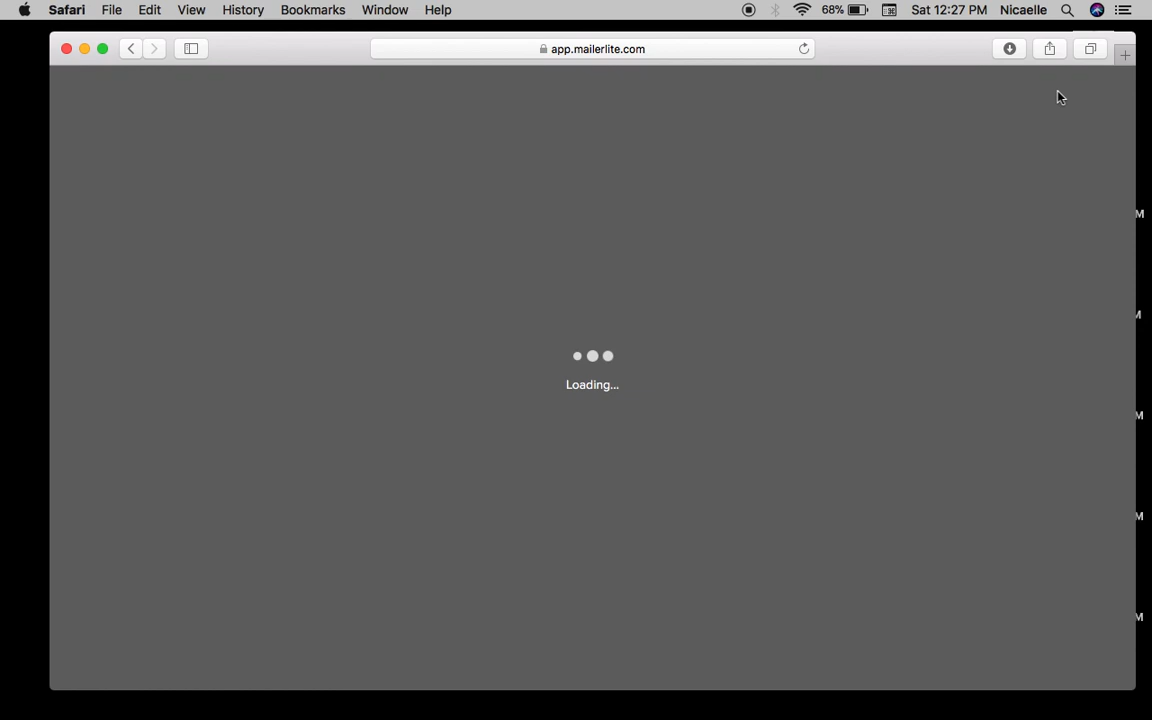 Safari File Edit View History Bookmarks Window Help 68% Sat 12:27 PM Nicaelle
app.mailerlite.com
M
M
Loading...
M
M
M